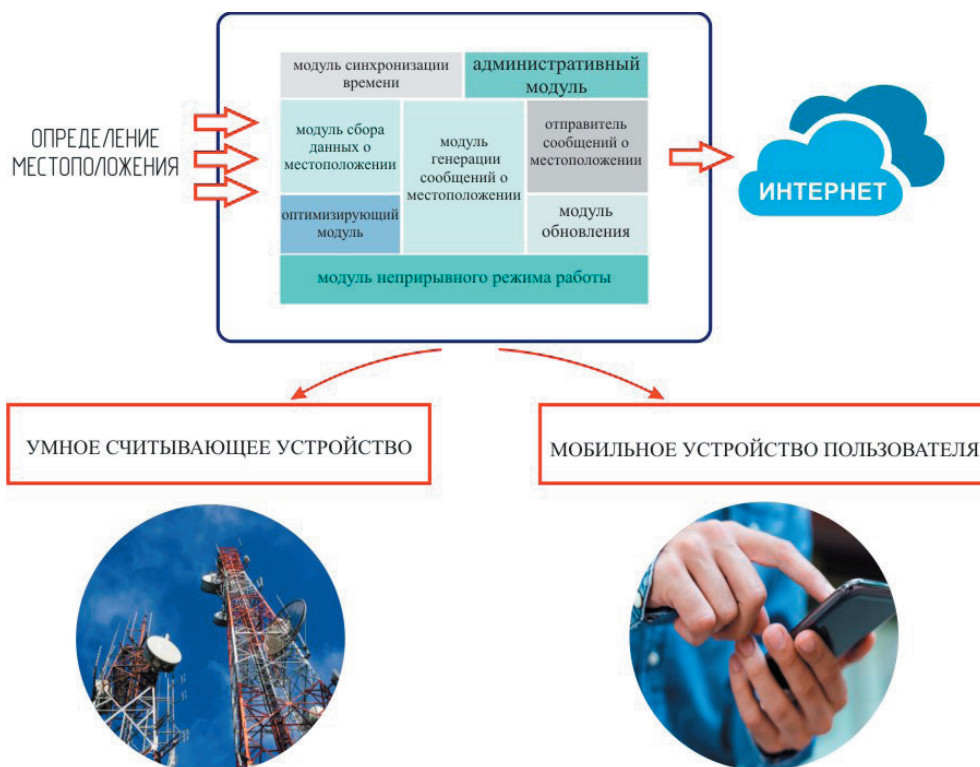 модуль синхронизации
времени
административный
модуль
ОПРЕДЕЛЕНИЕ
МЕСТОПОЛОЖЕНИЯ
модуль сбора
данных о
местоположении
модуль
генерации
сообщений о
местоположении
отправитель
сообщений о
местоположении
ИНТЕРНЕТ
оптимизирующий
модуль
модуль
обновления
модуль неприрывного режима работы
УМНОЕ СЧИТЫВАЮЩЕЕ УСТРОЙСТВО
МОБИЛЬНОЕ УСТРОЙСТВО ПОЛЬЗОВАТЕЛЯ